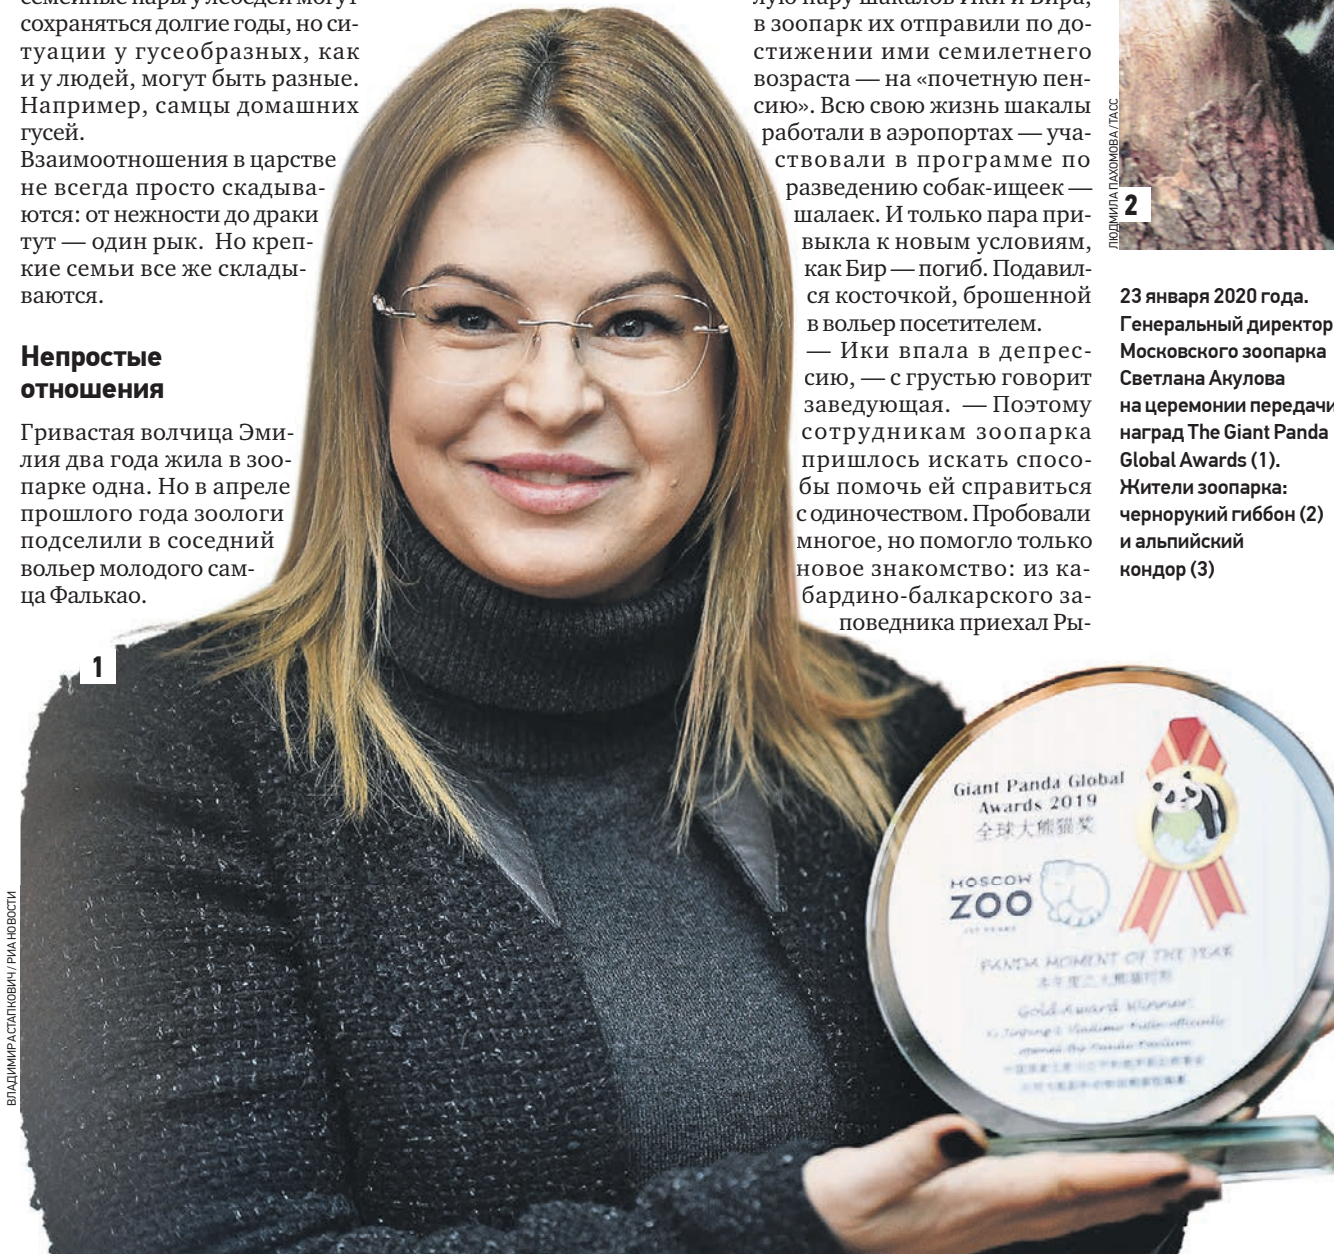 сохраняться долгие годы, но си-
туации у гусеобразных, как
и у людей, могут быть разные.
Например, самцы домашних
гусей.
Взаимоотношения в царстве
не всегда просто скадыва-
ются: от нежности до драки
тут — один рык. Но креп-
кие семьи все же склады-
ваются.
Непростые
отношения
Гривастая волчица Эми-
лия два года жила в зоо-
парке одна. Но в апреле
прошлого года зоологи
подселили в соседний
вольер молодого сам-
ца Фалькао.
в зоопарк их отправили по до-
стижении ими семилетнего
возраста — на «почетную пен-
сию». Всю свою жизнь шакалы
работали в аэропортах — уча-
ствовали в программе по
разведению собак-ищеек —
шалаек. И только пара при-
выкла к новым условиям,
как Бир — погиб. Подавил-
ся косточкой, брошенной
в вольер посетителем.
— Ики впала в депрес-
сию, — с грустью говорит
заведующая. — Поэтому
сотрудникам зоопарка
пришлось искать спосо-
бы помочь ей справиться
с одиночеством. Пробовали
многое, но помогло только
новое знакомство: из ка-
бардино-балкарского за-
поведника приехал Ры-
ЛЮДМИЛА ПАХОМОВА/ТАСС
2
23 января 2020 года.
Генеральный директор
Московского зоопарка
Светлана Акулова
на церемонии передачи
наград The Giant Panda
Global Awards (1).
Жители зоопарка:
чернорукий гиббон (2)
и альпийский
кондор (3)
1
ВЛАДИМИР АСТАПКОВИЧ/РИА НОВОСТИ
Giant Panda Global
Awards 2019
全球大熊猫奖
MOSCOW
ZOO
PANDA MOMENT OF THE YEAR
Gold Award Winner:
Xi Jinping & Vladimir Putin officially
opened the Panda Pavilion